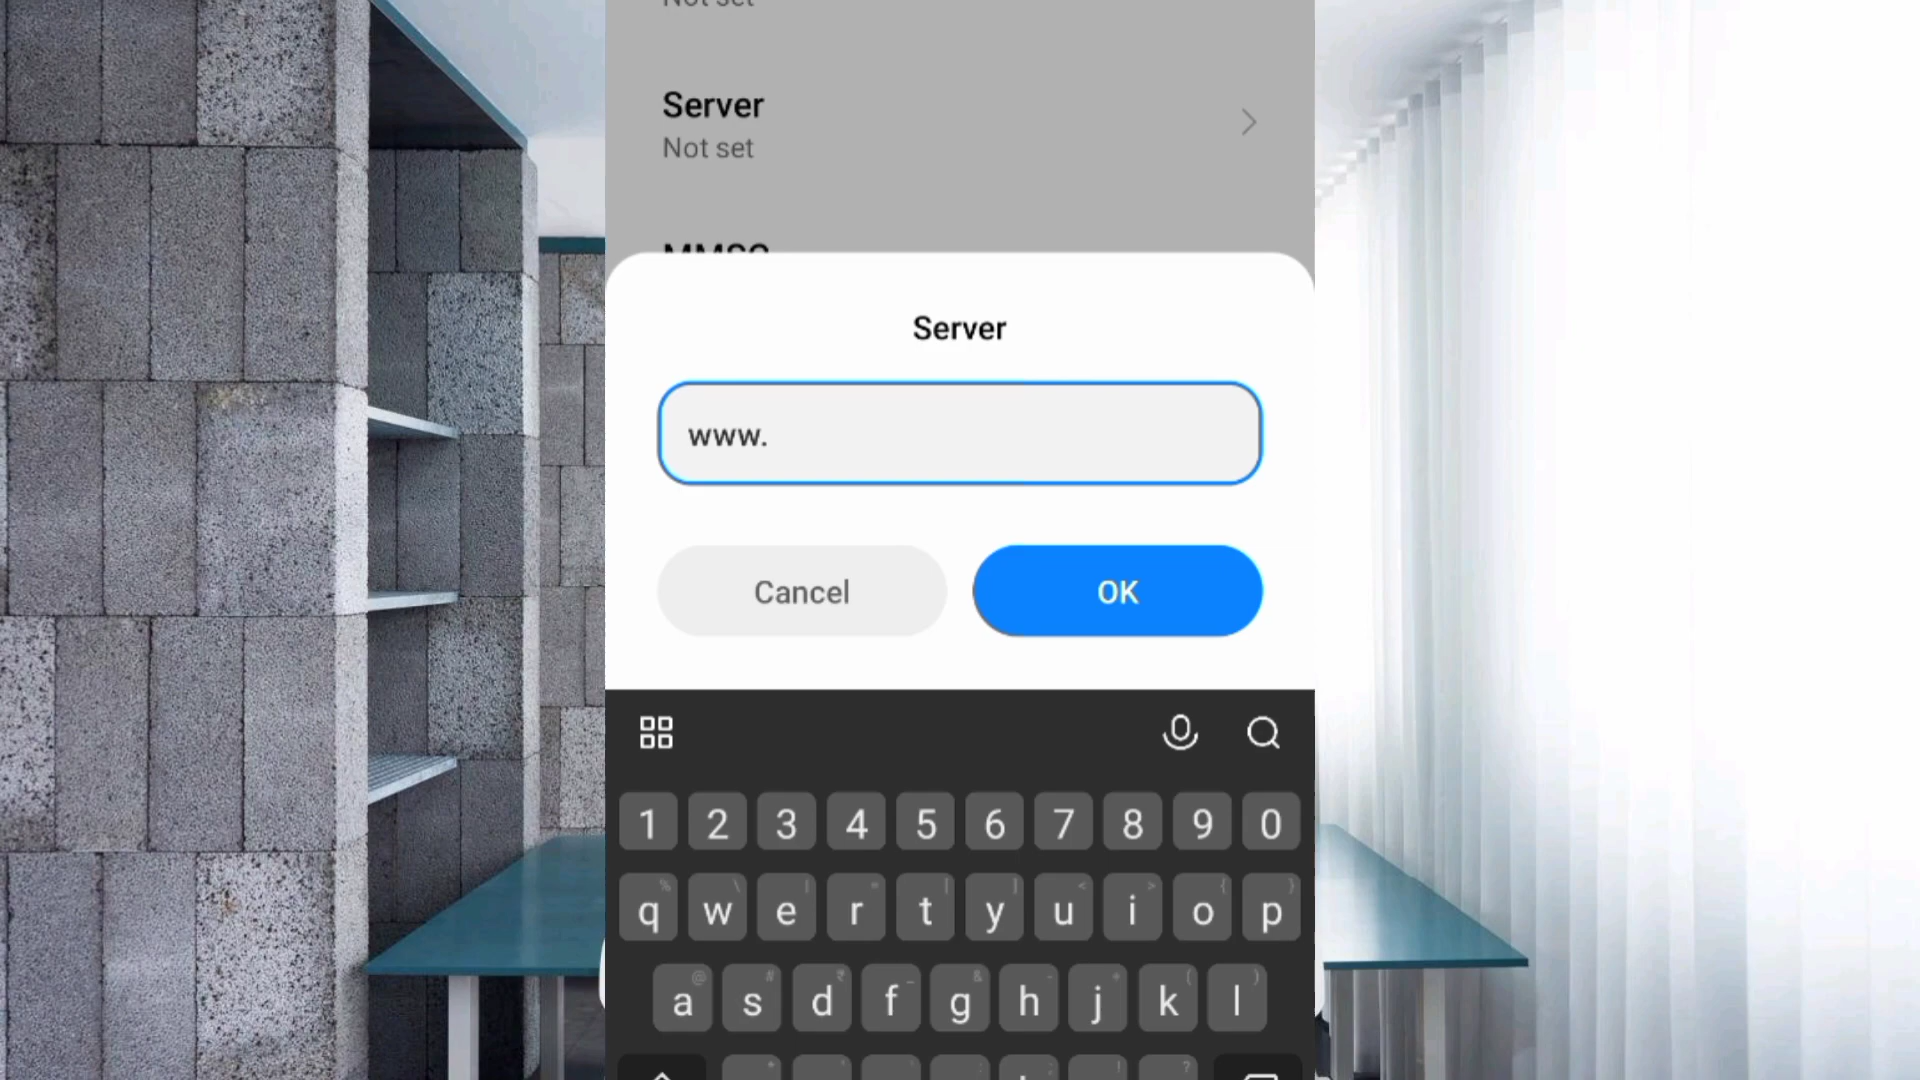 Not set
Server
Not set
MMSC
Server
www.
Cancel
OK
1 2 3 4 5 6 7 8 9 0
q w e r t y u i o p
a s d f g h j k l